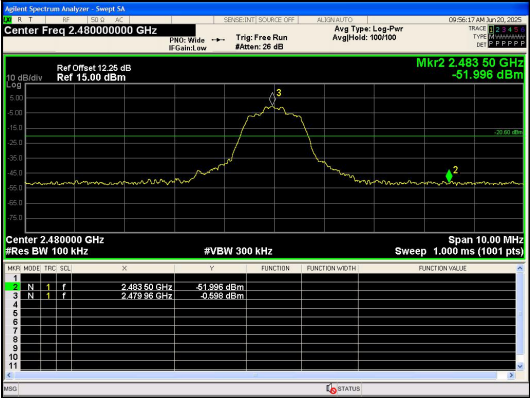 Agilent Spectrum Analyzer - Swept SA
R T RF 50 Ω AC SENSE:INT SOURCE OFF ALIGNAUTO 09:56:17 AM Jun 20, 2025
Center Freq 2.480000000 GHz
PNO: Wide
IFGain:Low
Trig: Free Run
#Atten: 26 dB
Avg Type: Log-Pwr
Avg|Hold: 100/100
TRACE 1 2 3 4 5 6
TYPE M
DET P P P P P P
Mkr2 2.483 50 GHz
-51.996 dBm
Ref Offset 12.25 dB
Ref 15.00 dBm
10 dB/div
Log
5.00
-5.00
-15.0
-25.0
-35.0
-45.0
-55.0
-65.0
-75.0
3
2
-20.60 dBm
Center 2.480000 GHz Span 10.00 MHz
#Res BW 100 kHz #VBW 300 kHz Sweep 1.000 ms (1001 pts)
MKR MODE TRC SCL X Y FUNCTION FUNCTION WIDTH FUNCTION VALUE
1
2 N 1 f 2.483 50 GHz -51.996 dBm
3 N 1 f 2.479 96 GHz -0.598 dBm
4
5
6
7
8
9
10
11
MSG STATUS